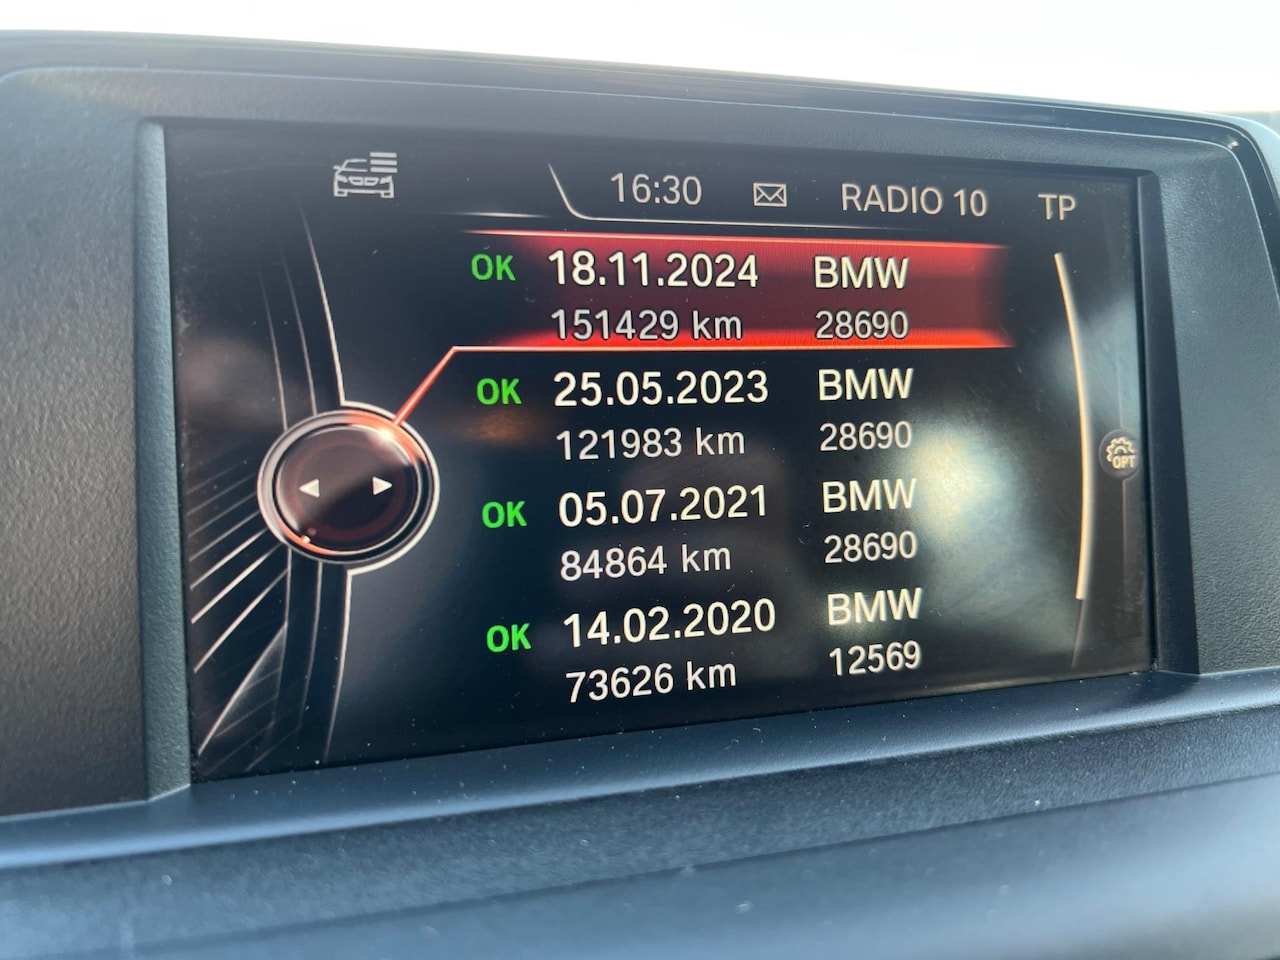 16:30 RADIO 10 TP
OK 18.11.2024 BMW
151429 km 28690
OK 25.05.2023 BMW
121983 km 28690
OPT
OK 05.07.2021 BMW
84864 km 28690
OK 14.02.2020 BMW
73626 km 12569